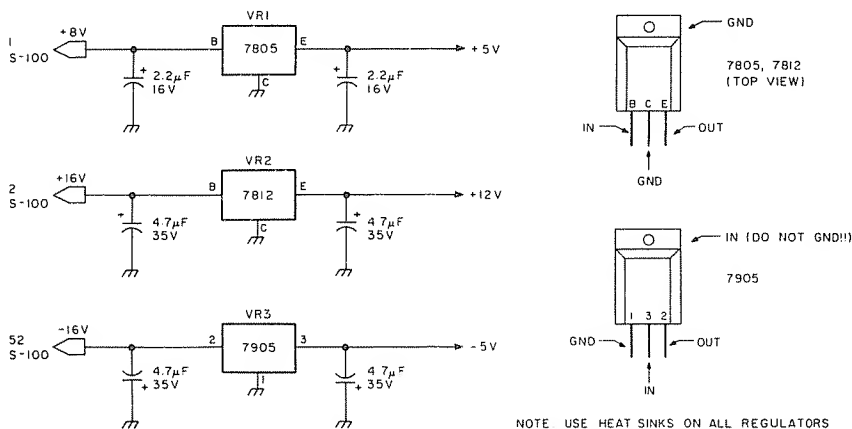 1
S-100
+8V
B
VR1
7805
E
C
+
2.2μF
16V
+
2.2μF
16V
+5V
2
S-100
+16V
B
VR2
7812
E
C
+
4.7μF
35V
+
4.7μF
35V
+12V
52
S-100
-16V
2
VR3
7905
3
1
4.7μF
+ 35V
4.7μF
+ 35V
-5V
GND
7805, 7812
(TOP VIEW)
B C E
IN
OUT
GND
IN (DO NOT GND!!)
7905
1 3 2
GND
OUT
IN
NOTE. USE HEAT SINKS ON ALL REGULATORS